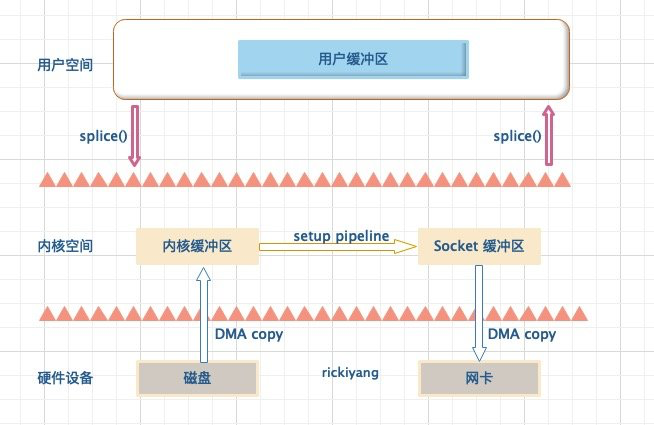 用户空间
用户缓冲区
splice()
splice()
内核空间
内核缓冲区
setup pipeline
Socket 缓冲区
DMA copy
DMA copy
硬件设备
磁盘
rickiyang
网卡